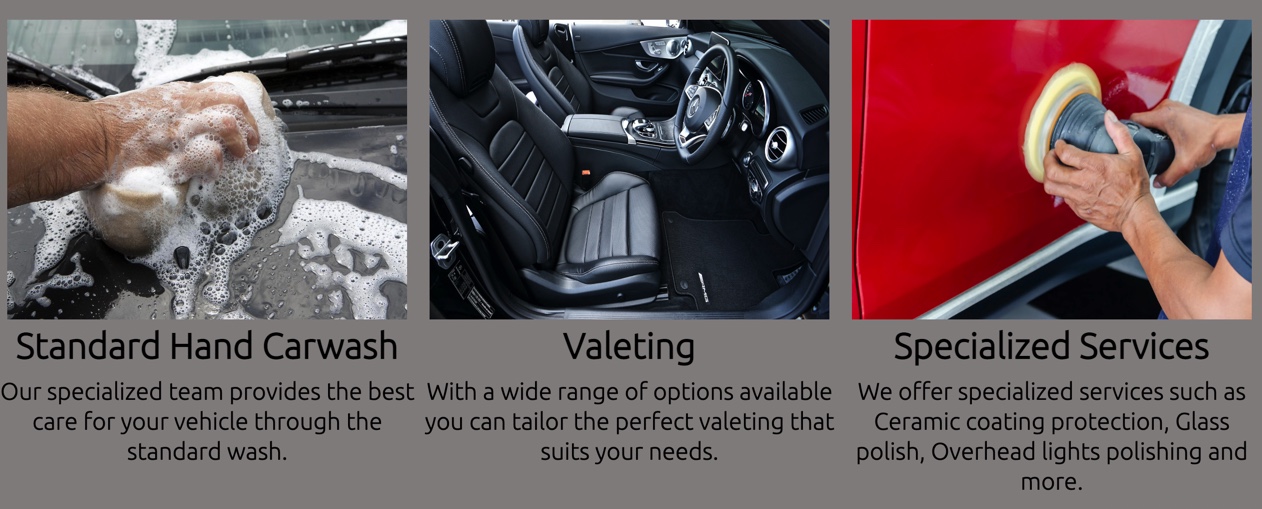 Standard Hand Carwash
Our specialized team provides the best
care for your vehicle through the
standard wash.
Valeting
With a wide range of options available
you can tailor the perfect valeting that
suits your needs.
Specialized Services
We offer specialized services such as
Ceramic coating protection, Glass
polish, Overhead lights polishing and
more.